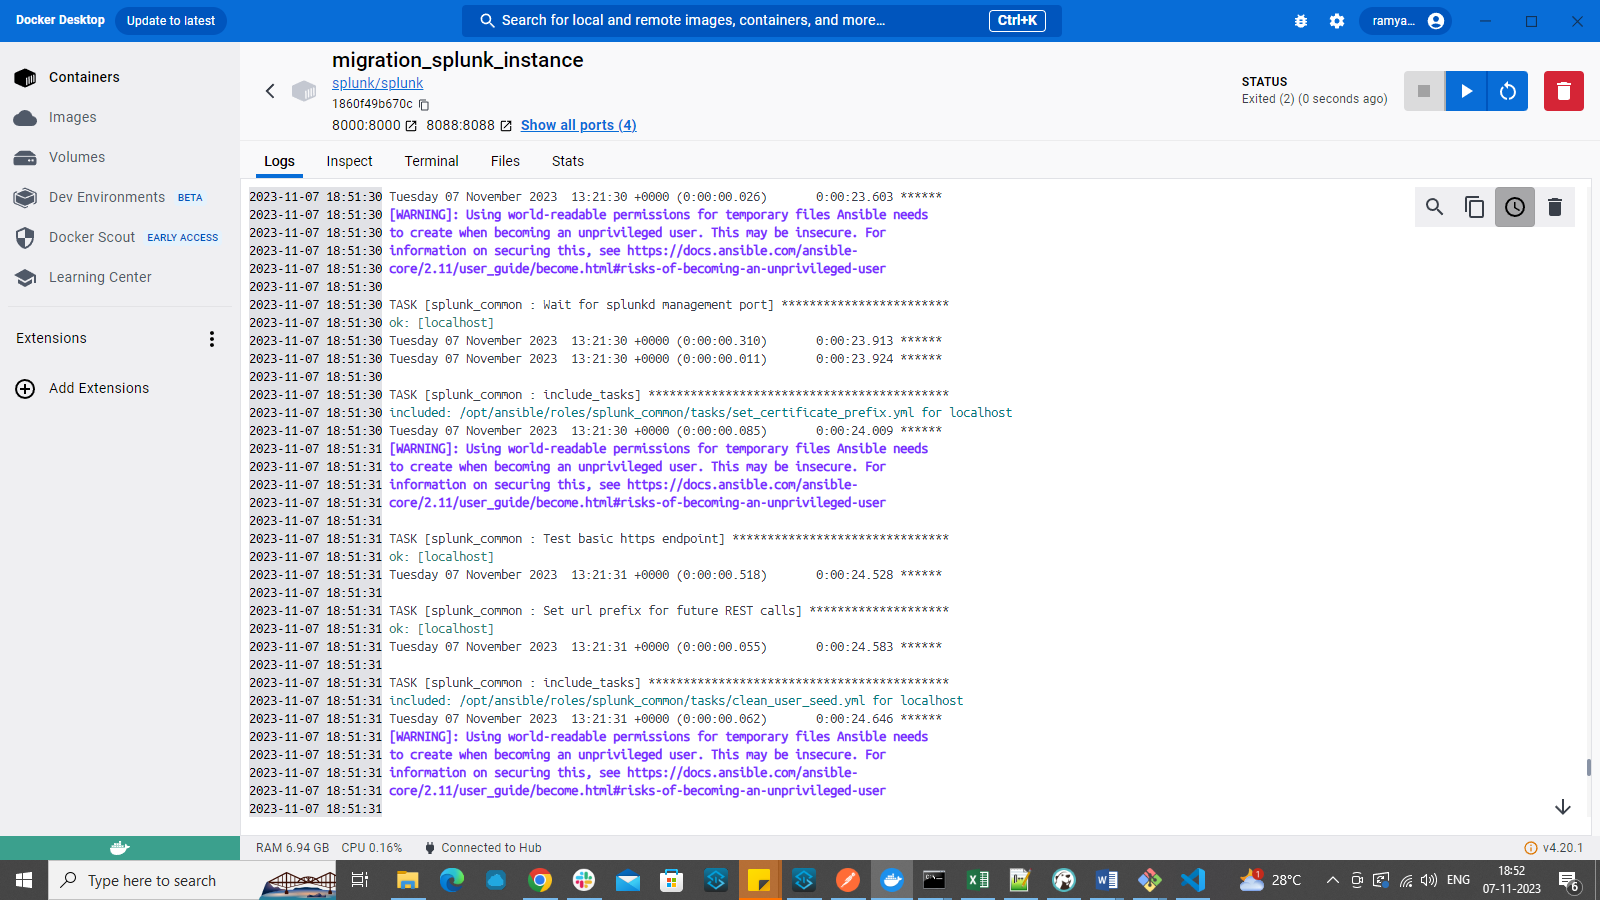 Docker Desktop
Update to latest
Search for local and remote images, containers, and more...
Ctrl+K
ramya...
Containers
Images
Volumes
Dev Environments BETA
Docker Scout EARLY ACCESS
Learning Center
Extensions
Add Extensions
migration_splunk_instance
splunk/splunk
1860f49b670c
8000:8000 8088:8088 Show all ports (4)
STATUS
Exited (2) (0 seconds ago)
Logs Inspect Terminal Files Stats
2023-11-07 18:51:30 Tuesday 07 November 2023  13:21:30 +0000 (0:00:00.026)       0:00:23.603 ******
2023-11-07 18:51:30 [WARNING]: Using world-readable permissions for temporary files Ansible needs
2023-11-07 18:51:30 to create when becoming an unprivileged user. This may be insecure. For
2023-11-07 18:51:30 information on securing this, see https://docs.ansible.com/ansible-
2023-11-07 18:51:30 core/2.11/user_guide/become.html#risks-of-becoming-an-unprivileged-user
2023-11-07 18:51:30
2023-11-07 18:51:30 TASK [splunk_common : Wait for splunkd management port] ************************
2023-11-07 18:51:30 ok: [localhost]
2023-11-07 18:51:30 Tuesday 07 November 2023  13:21:30 +0000 (0:00:00.310)       0:00:23.913 ******
2023-11-07 18:51:30 Tuesday 07 November 2023  13:21:30 +0000 (0:00:00.011)       0:00:23.924 ******
2023-11-07 18:51:30
2023-11-07 18:51:30 TASK [splunk_common : include_tasks] *******************************************
2023-11-07 18:51:30 included: /opt/ansible/roles/splunk_common/tasks/set_certificate_prefix.yml for localhost
2023-11-07 18:51:30 Tuesday 07 November 2023  13:21:30 +0000 (0:00:00.085)       0:00:24.009 ******
2023-11-07 18:51:31 [WARNING]: Using world-readable permissions for temporary files Ansible needs
2023-11-07 18:51:31 to create when becoming an unprivileged user. This may be insecure. For
2023-11-07 18:51:31 information on securing this, see https://docs.ansible.com/ansible-
2023-11-07 18:51:31 core/2.11/user_guide/become.html#risks-of-becoming-an-unprivileged-user
2023-11-07 18:51:31
2023-11-07 18:51:31 TASK [splunk_common : Test basic https endpoint] *******************************
2023-11-07 18:51:31 ok: [localhost]
2023-11-07 18:51:31 Tuesday 07 November 2023  13:21:31 +0000 (0:00:00.518)       0:00:24.528 ******
2023-11-07 18:51:31
2023-11-07 18:51:31 TASK [splunk_common : Set url prefix for future REST calls] ********************
2023-11-07 18:51:31 ok: [localhost]
2023-11-07 18:51:31 Tuesday 07 November 2023  13:21:31 +0000 (0:00:00.055)       0:00:24.583 ******
2023-11-07 18:51:31
2023-11-07 18:51:31 TASK [splunk_common : include_tasks] *******************************************
2023-11-07 18:51:31 included: /opt/ansible/roles/splunk_common/tasks/clean_user_seed.yml for localhost
2023-11-07 18:51:31 Tuesday 07 November 2023  13:21:31 +0000 (0:00:00.062)       0:00:24.646 ******
2023-11-07 18:51:31 [WARNING]: Using world-readable permissions for temporary files Ansible needs
2023-11-07 18:51:31 to create when becoming an unprivileged user. This may be insecure. For
2023-11-07 18:51:31 information on securing this, see https://docs.ansible.com/ansible-
2023-11-07 18:51:31 core/2.11/user_guide/become.html#risks-of-becoming-an-unprivileged-user
2023-11-07 18:51:31
RAM 6.94 GB CPU 0.16% Connected to Hub
v4.20.1
Type here to search
1
28°C
ENG
18:52
07-11-2023
6